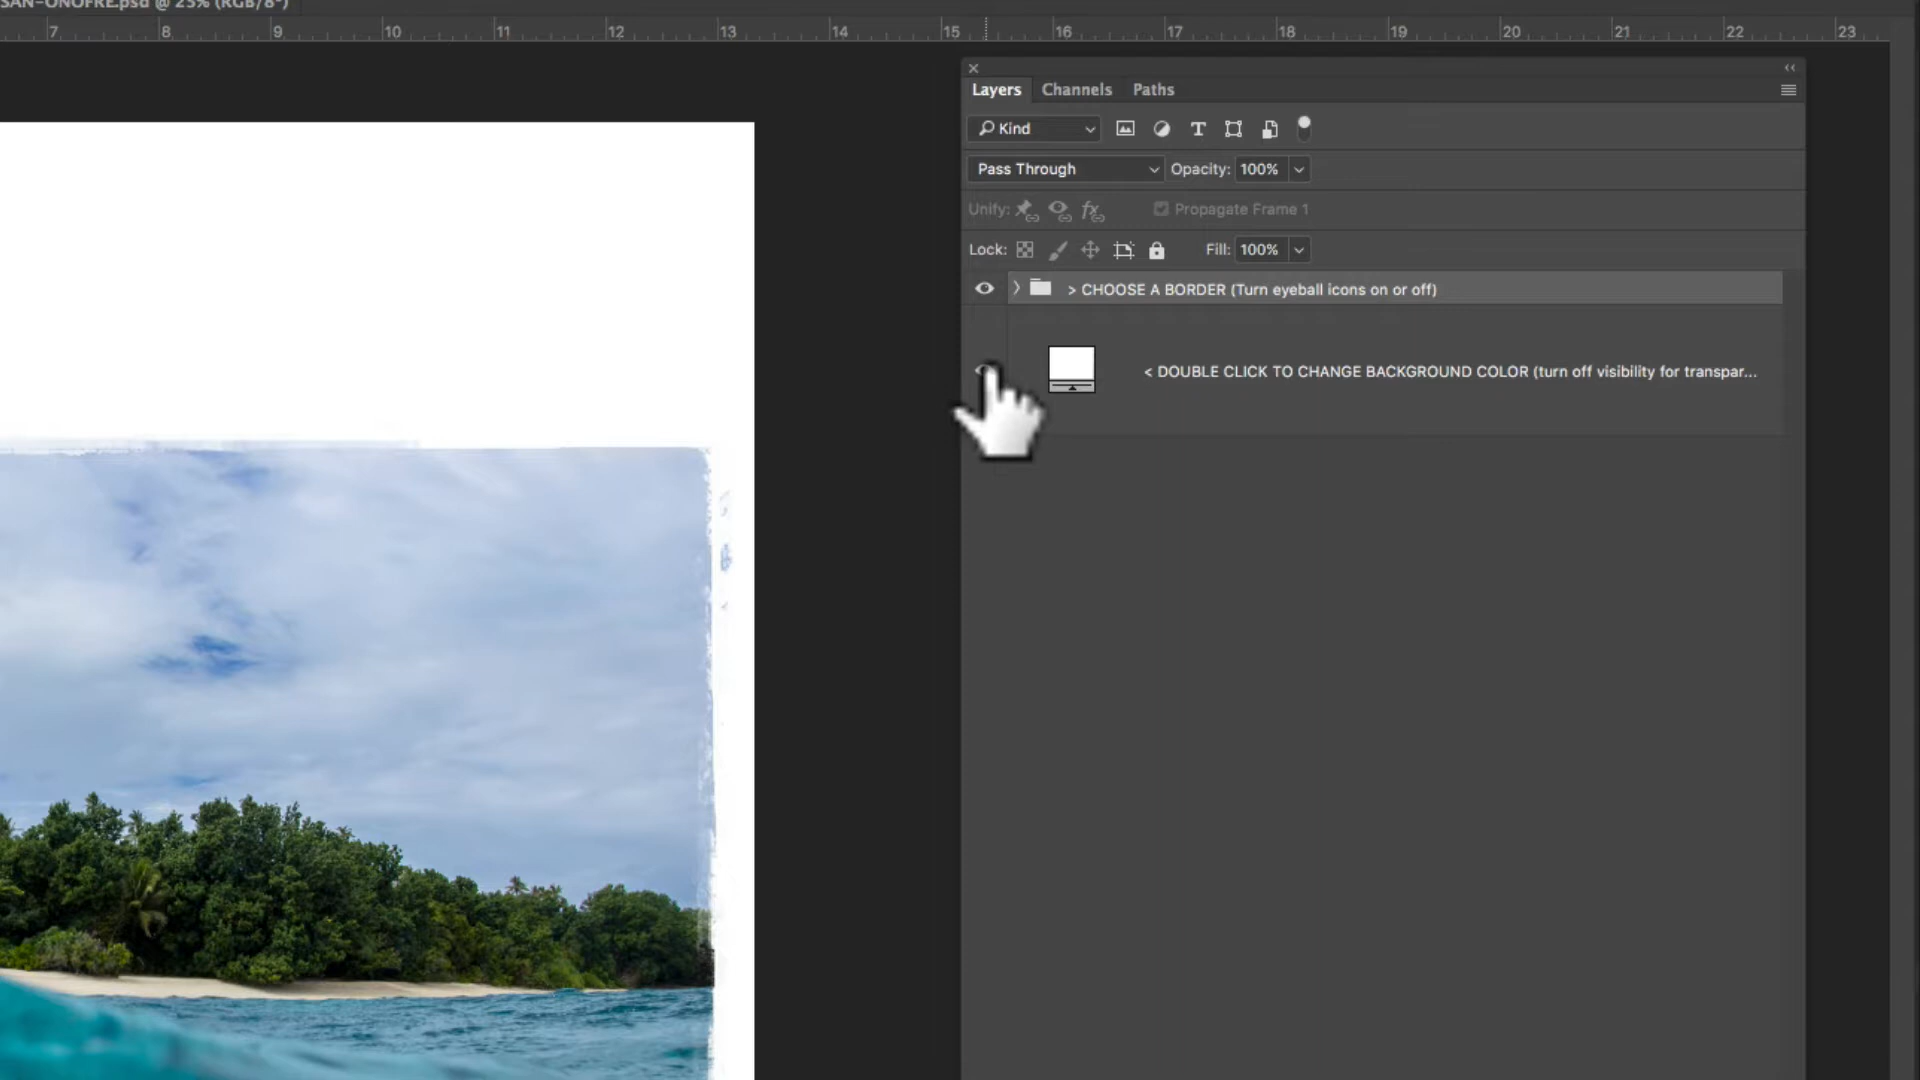 SAN-ONOFRE.psd @ 25% (RGB/8*)
7 8 9 10 11 12 13 14 15 16 17 18 19 20 21 22 23
Layers Channels Paths
Kind
Pass Through Opacity: 100%
Unify: Propagate Frame 1
Lock: Fill: 100%
> CHOOSE A BORDER (Turn eyeball icons on or off)
< DOUBLE CLICK TO CHANGE BACKGROUND COLOR (turn off visibility for transpar...